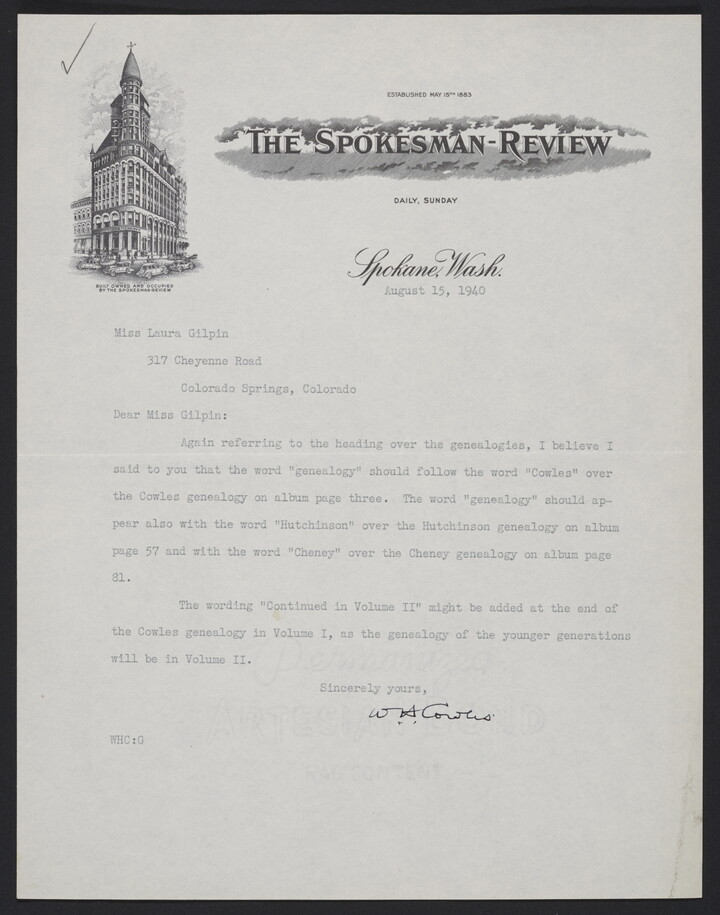 ESTABLISHED MAY 15TH 1883
THE SPOKESMAN-REVIEW
DAILY, SUNDAY
BUILT OWNED AND OCCUPIED
BY THE SPOKESMAN-REVIEW
Spokane, Wash.
August 15, 1940
Miss Laura Gilpin
317 Cheyenne Road
Colorado Springs, Colorado
Dear Miss Gilpin:
Again referring to the heading over the genealogies, I believe I
said to you that the word "genealogy" should follow the word "Cowles" over
the Cowles genealogy on album page three. The word "genealogy" should ap-
pear also with the word "Hutchinson" over the Hutchinson genealogy on album
page 57 and with the word "Cheney" over the Cheney genealogy on album page
81.
The wording "Continued in Volume II" might be added at the end of
the Cowles genealogy in Volume I, as the genealogy of the younger generations
will be in Volume II.
Sincerely yours,
W. H. Cowles
WHC:G